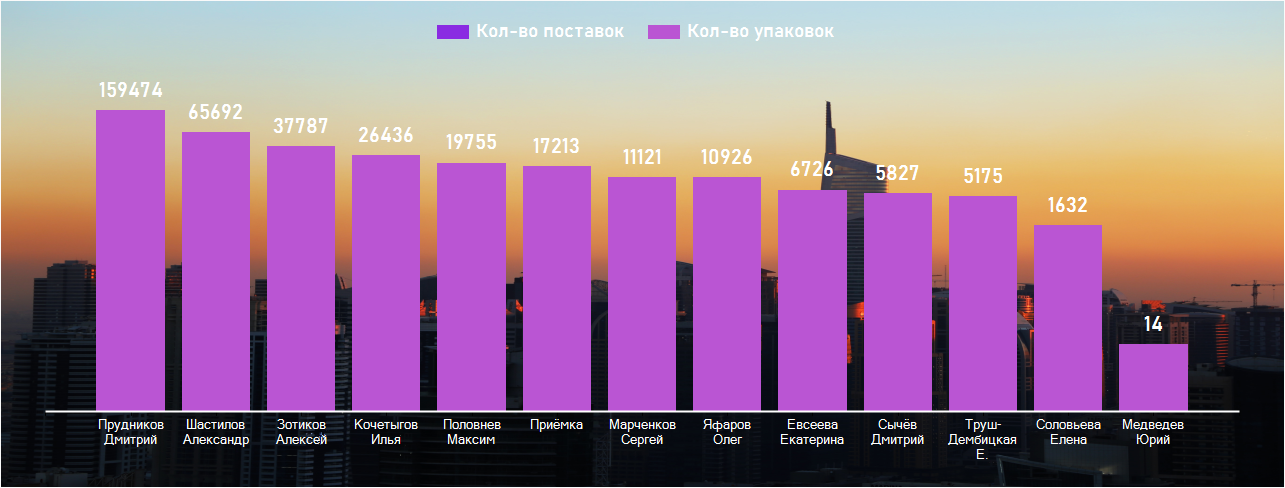 Кол-во поставок Кол-во упаковок
159474
65692
37787
26436
19755
17213
11121
10926
6726
5827
5175
1632
14
Прудников
Дмитрий
Шастилов
Александр
Зотиков
Алексей
Кочетыгов
Илья
Половнев
Максим
Приёмка
Марченков
Сергей
Яфаров
Олег
Евсеева
Екатерина
Сычёв
Дмитрий
Труш-
Дембицкая
Е.
Соловьева
Елена
Медведев
Юрий